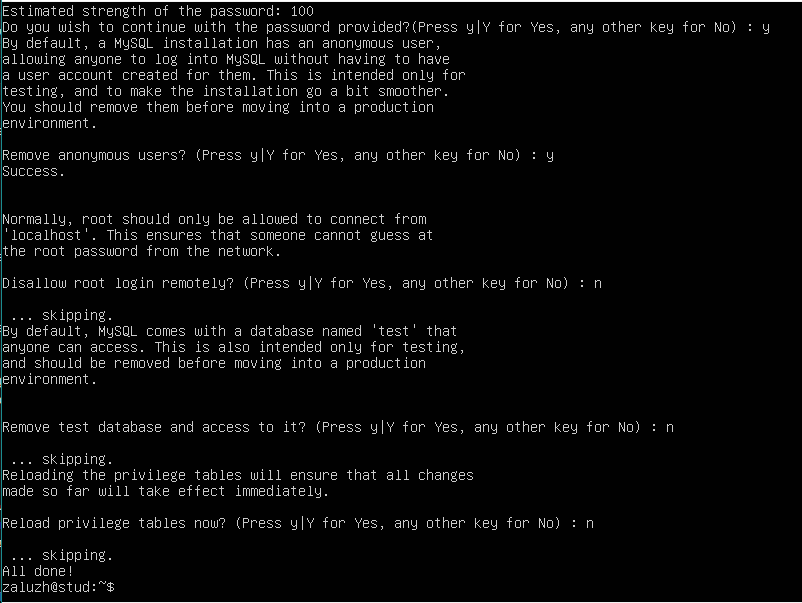 Estimated strength of the password: 100
Do you wish to continue with the password provided?(Press y|Y for Yes, any other key for No) : y
By default, a MySQL installation has an anonymous user,
allowing anyone to log into MySQL without having to have
a user account created for them. This is intended only for
testing, and to make the installation go a bit smoother.
You should remove them before moving into a production
environment.
Remove anonymous users? (Press y|Y for Yes, any other key for No) : y
Success.
Normally, root should only be allowed to connect from
'localhost'. This ensures that someone cannot guess at
the root password from the network.
Disallow root login remotely? (Press y|Y for Yes, any other key for No) : n
... skipping.
By default, MySQL comes with a database named 'test' that
anyone can access. This is also intended only for testing,
and should be removed before moving into a production
environment.
Remove test database and access to it? (Press y|Y for Yes, any other key for No) : n
... skipping.
Reloading the privilege tables will ensure that all changes
made so far will take effect immediately.
Reload privilege tables now? (Press y|Y for Yes, any other key for No) : n
... skipping.
All done!
zaluzh@stud:~$